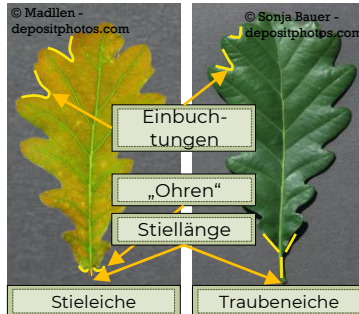 © Madllen -
depositphotos.com
© Sonja Bauer -
depositphotos.com
Einbuch-
tungen
„Ohren“
Stiellänge
Stieleiche
Traubeneiche